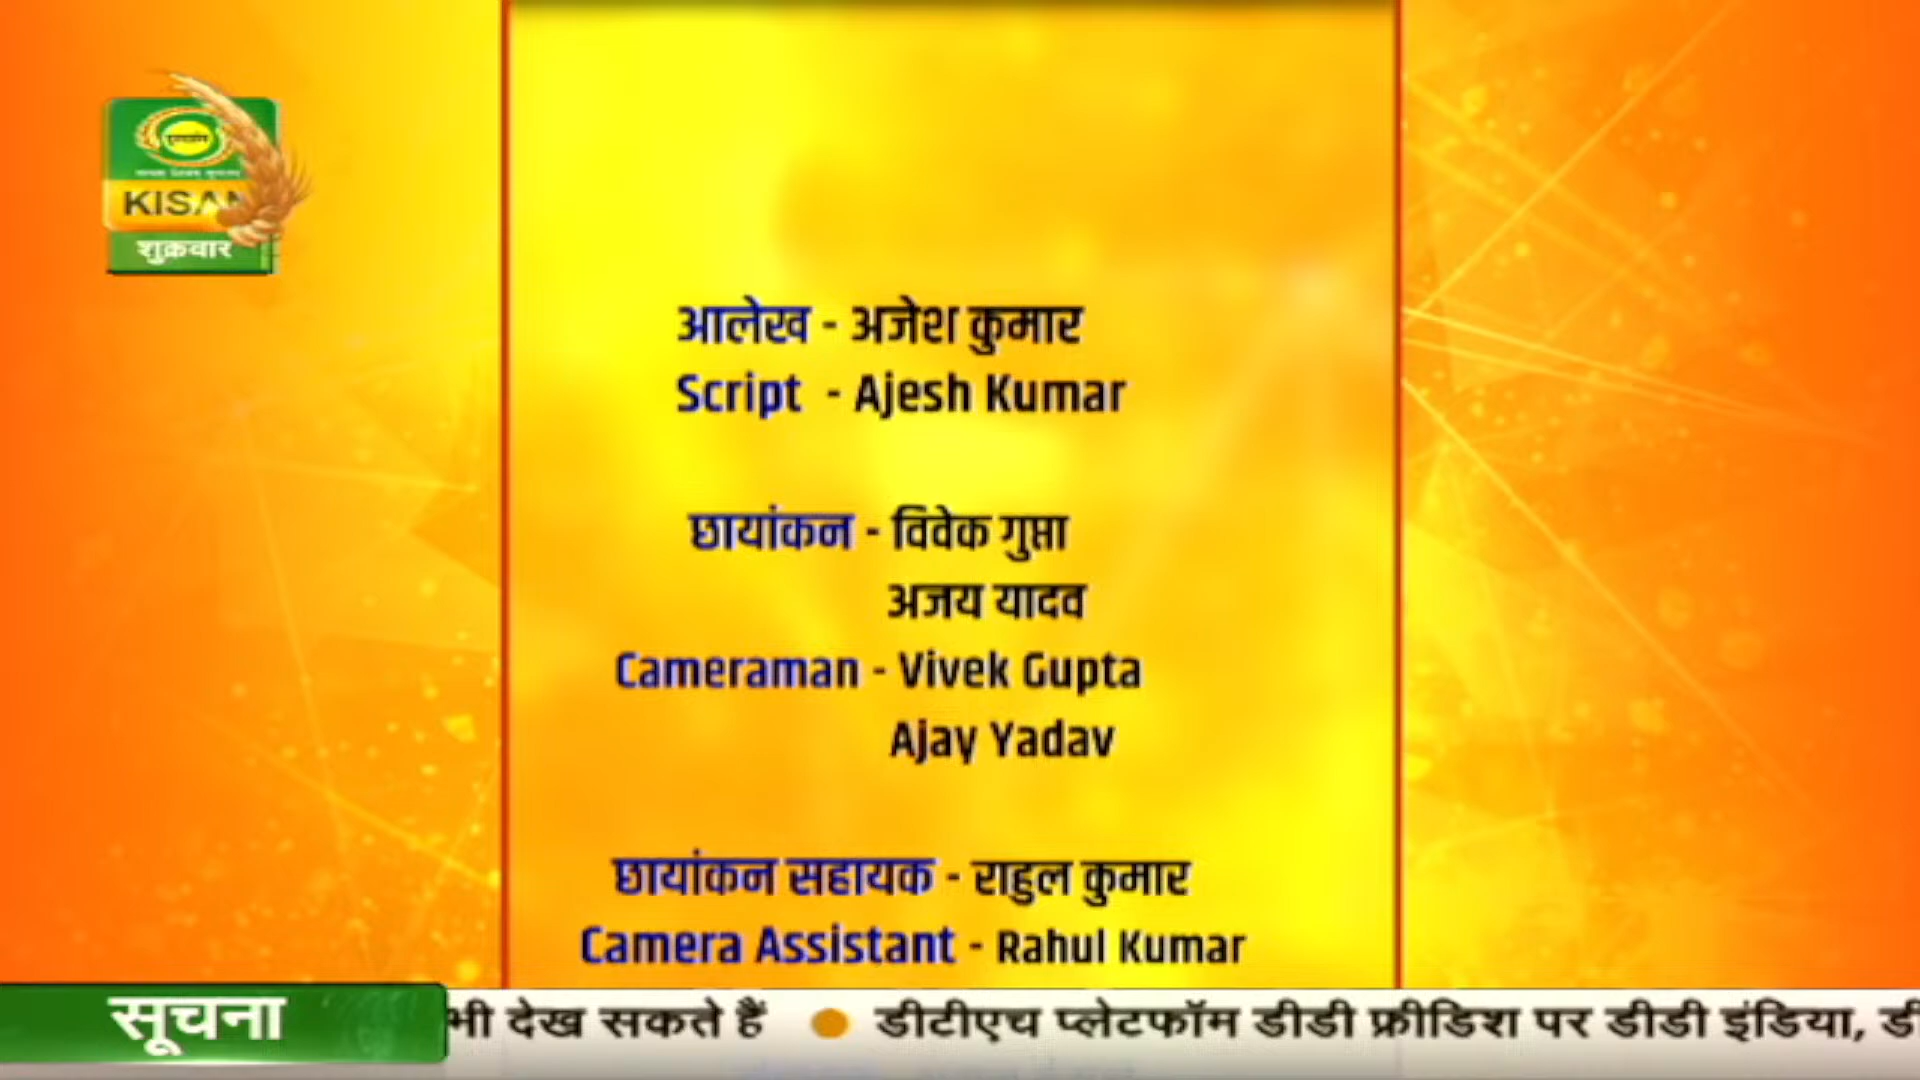 KISAN
शुक्रवार
आलेख - अजेश कुमार
Script - Ajesh Kumar
छायांकन - विवेक गुप्ता
अजय यादव
Cameraman - Vivek Gupta
Ajay Yadav
छायांकन सहायक - राहुल कुमार
Camera Assistant - Rahul Kumar
सूचना
भी देख सकते हैं ● डीटीएच प्लेटफॉम डीडी फ्रीडिश पर डीडी इंडिया, डी